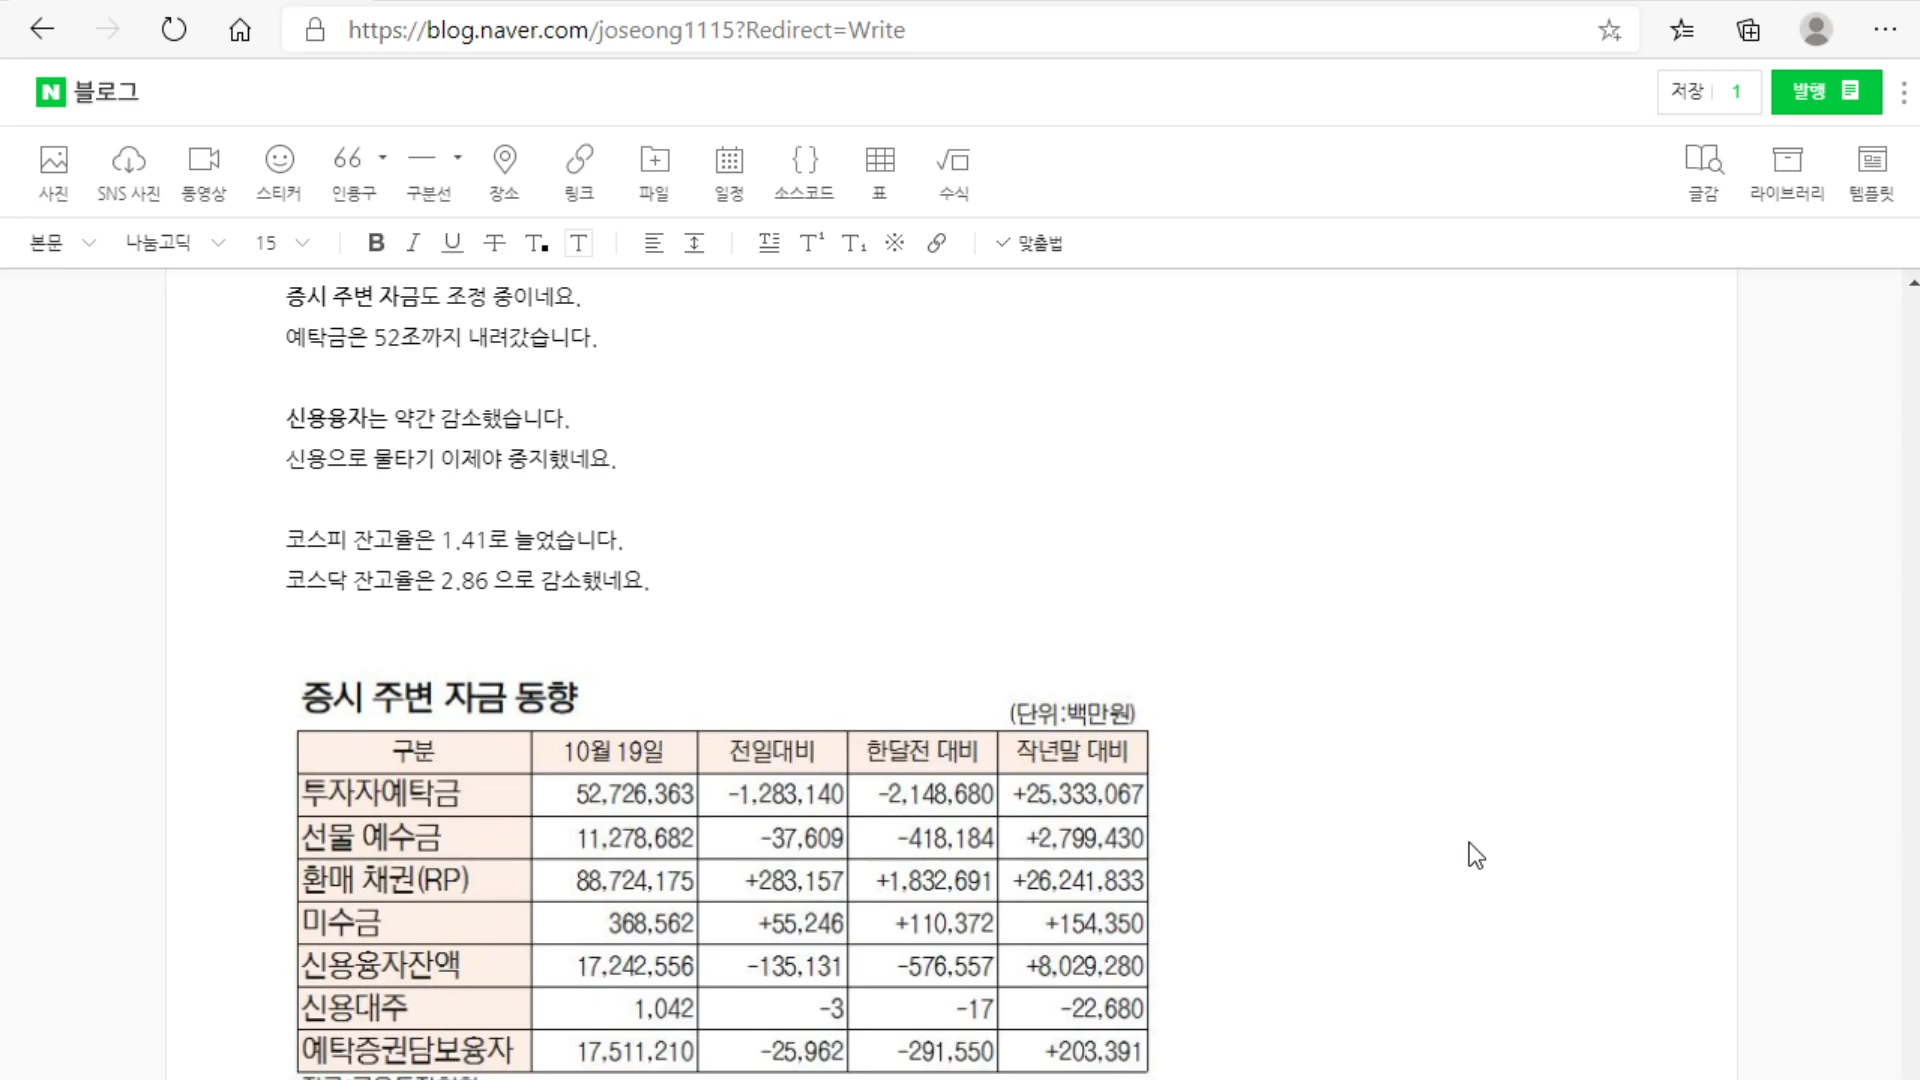 https://blog.naver.com/joseong1115?Redirect=Write
N 블로그
저장 1
발행
사진
SNS 사진
동영상
스티커
66 인용구
구분선
장소
링크
파일
일정
소스코드
표
수식
글감
라이브러리
템플릿
본문 나눔고딕 15 맞춤법
증시 주변 자금도 조정 중이네요.
예탁금은 52조까지 내려갔습니다.
신용융자는 약간 감소했습니다.
신용으로 물타기 이제야 중지했네요.
코스피 잔고율은 1.41로 늘었습니다.
코스닥 잔고율은 2.86 으로 감소했네요.
증시 주변 자금 동향
(단위:백만원)
구분 10월 19일 전일대비 한달전 대비 작년말 대비
투자자예탁금 52,726,363 -1,283,140 -2,148,680 +25,333,067
선물 예수금 11,278,682 -37,609 -418,184 +2,799,430
환매 채권(RP) 88,724,175 +283,157 +1,832,691 +26,241,833
미수금 368,562 +55,246 +110,372 +154,350
신용융자잔액 17,242,556 -135,131 -576,557 +8,029,280
신용대주 1,042 -3 -17 -22,680
예탁증권담보융자 17,511,210 -25,962 -291,550 +203,391